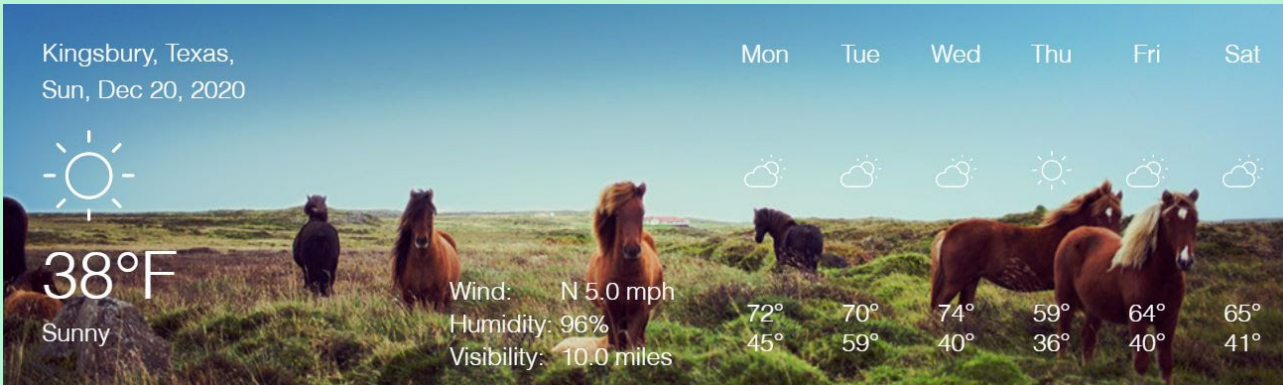 Kingsbury, Texas,
Sun, Dec 20, 2020
Mon Tue Wed Thu Fri Sat
38°F
Sunny
Wind: N 5.0 mph
Humidity: 96%
Visibility: 10.0 miles
72° 70° 74° 59° 64° 65°
45° 59° 40° 36° 40° 41°